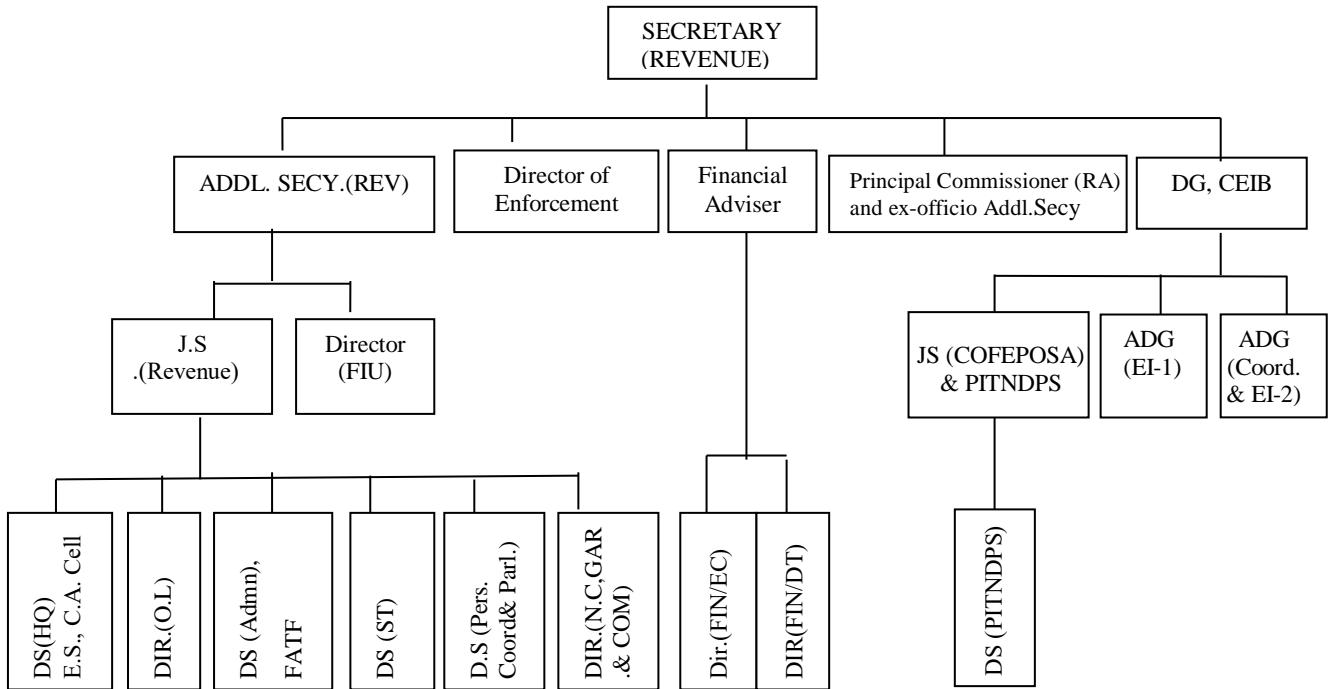 SECRETARY
(REVENUE)
ADDL. SECY.(REV)
Director of
Enforcement
Financial
Adviser
Principal Commissioner (RA)
and ex-officio Addl.Secy
DG, CEIB
J.S
.(Revenue)
Director
(FIU)
JS (COFEPOSA)
& PITNDPS
ADG
(EI-1)
ADG
(Coord.
& EI-2)
DS(HQ)
E.S., C.A. Cell
DIR.(O.L)
DS (Admn),
FATF
DS (ST)
D.S (Pers.
Coord& Parl.)
DIR.(N.C,GAR
.& COM)
Dir.(FIN/EC)
DIR(FIN/DT)
DS (PITNDPS)